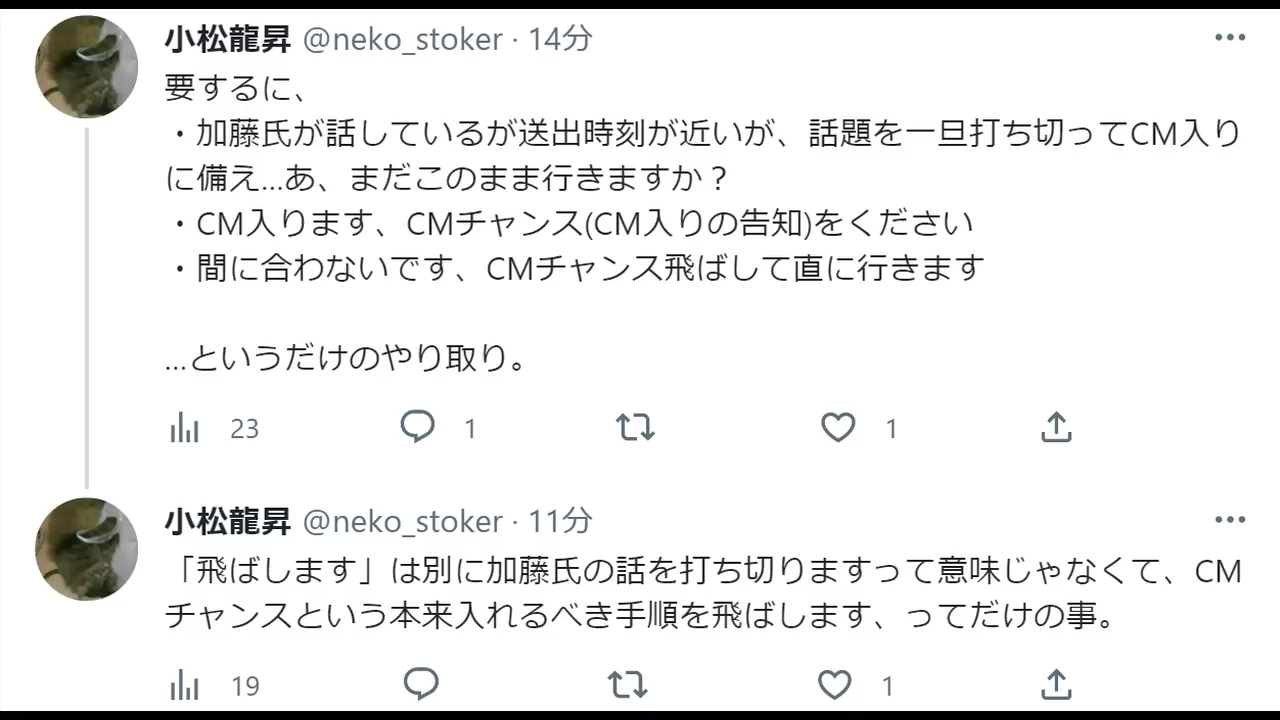 小松龍昇 @neko_stoker · 14分
要するに、
・加藤氏が話しているが送出時刻が近いが、話題を一旦打ち切ってCM入り
に備え...あ、まだこのまま行きますか？
・CM入ります、CMチャンス(CM入りの告知)をください
・間に合わないです、CMチャンス飛ばして直に行きます
...というだけのやり取り。
23 1 1
小松龍昇 @neko_stoker · 11分
「飛ばします」は別に加藤氏の話を打ち切りますって意味じゃなくて、CM
チャンスという本来入れるべき手順を飛ばします、ってだけの事。
19 1